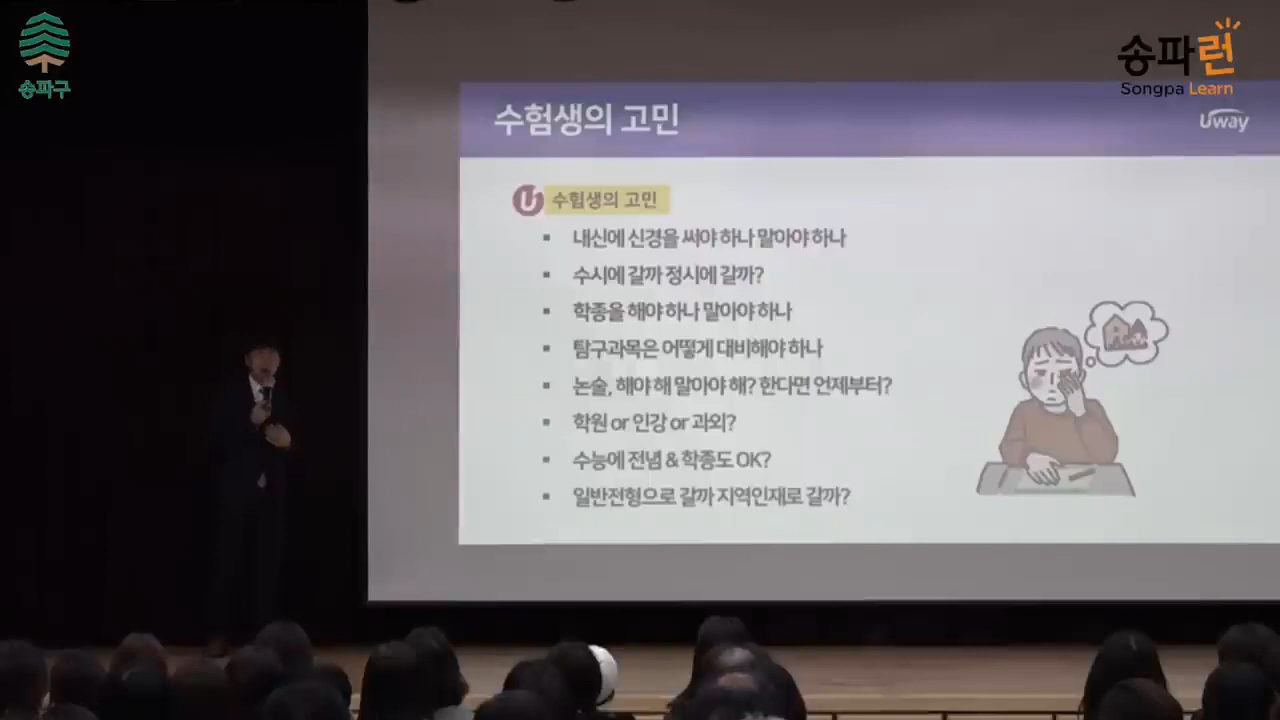 송파구
송파런
Songpa Learn
수험생의 고민
Uway
U 수험생의 고민
▪ 내신에 신경을 써야 하나 말아야 하나
▪ 수시에 갈까 정시에 갈까?
▪ 학종을 해야 하나 말아야 하나
▪ 탐구과목은 어떻게 대비해야 하나
▪ 논술, 해야 해 말아야 해? 한다면 언제부터?
▪ 학원 or 인강 or 과외?
▪ 수능에 전념 & 학종도 OK?
▪ 일반전형으로 갈까 지역인재로 갈까?